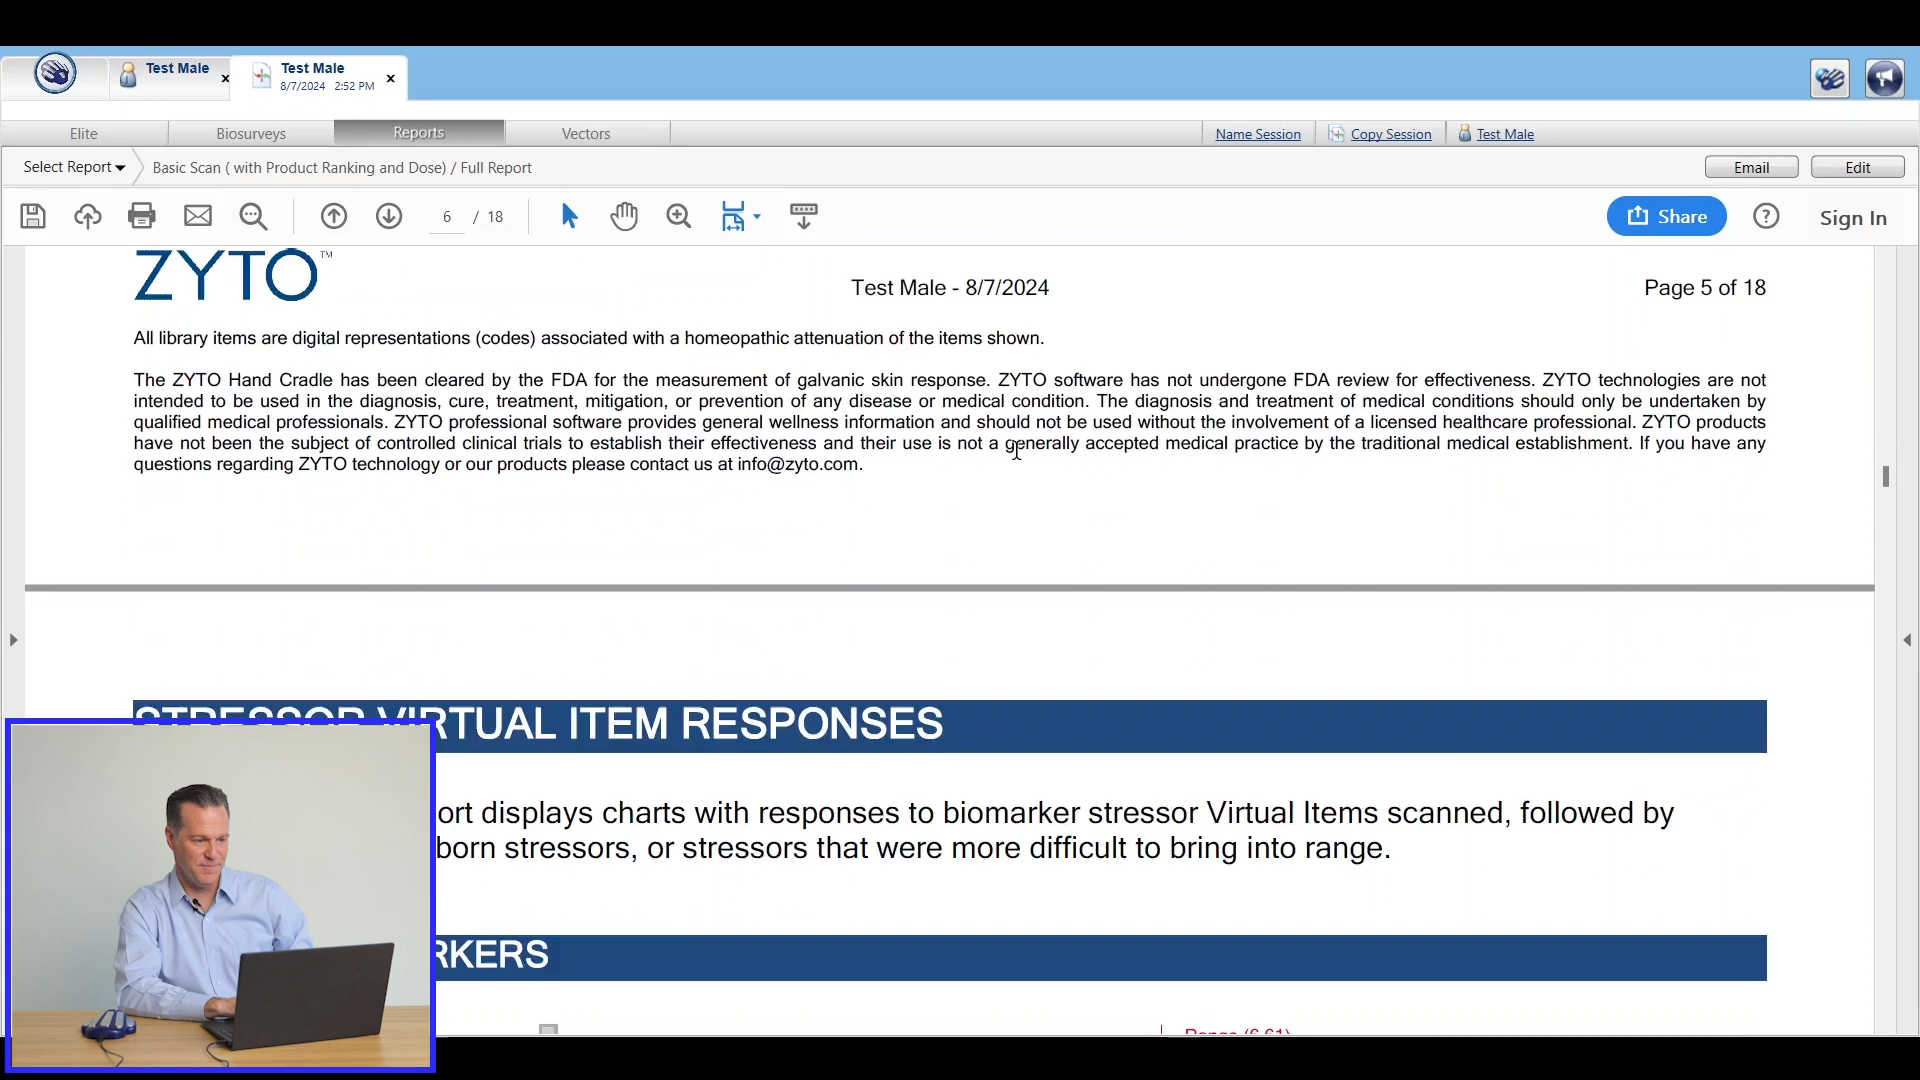 Test Male
Test Male
8/7/2024 2:52 PM
Elite
Biosurveys
Reports
Vectors
Name Session
Copy Session
Test Male
Select Report
Basic Scan ( with Product Ranking and Dose) / Full Report
Email
Edit
6 / 18
Share
Sign In
ZYTO™
Test Male - 8/7/2024
Page 5 of 18
All library items are digital representations (codes) associated with a homeopathic attenuation of the items shown.
The ZYTO Hand Cradle has been cleared by the FDA for the measurement of galvanic skin response. ZYTO software has not undergone FDA review for effectiveness. ZYTO technologies are not
intended to be used in the diagnosis, cure, treatment, mitigation, or prevention of any disease or medical condition. The diagnosis and treatment of medical conditions should only be undertaken by
qualified medical professionals. ZYTO professional software provides general wellness information and should not be used without the involvement of a licensed healthcare professional. ZYTO products
have not been the subject of controlled clinical trials to establish their effectiveness and their use is not a generally accepted medical practice by the traditional medical establishment. If you have any
questions regarding ZYTO technology or our products please contact us at info@zyto.com.
STRESSOR VIRTUAL ITEM RESPONSES
ort displays charts with responses to biomarker stressor Virtual Items scanned, followed by
born stressors, or stressors that were more difficult to bring into range.
RKERS
Range (6.61)